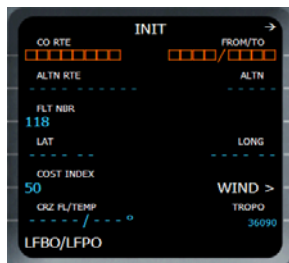 INIT →
CO RTE FROM/TO
□□□□□□□□□□ □□□□/□□□□
ALTN RTE ALTN
- - - - - - - - - - - - - -
FLT NBR
118
LAT LONG
- - - - - - - - - - -
COST INDEX
50 WIND >
CRZ FL/TEMP TROPO
- - - - - / - - - ° 36090
LFBO/LFPO